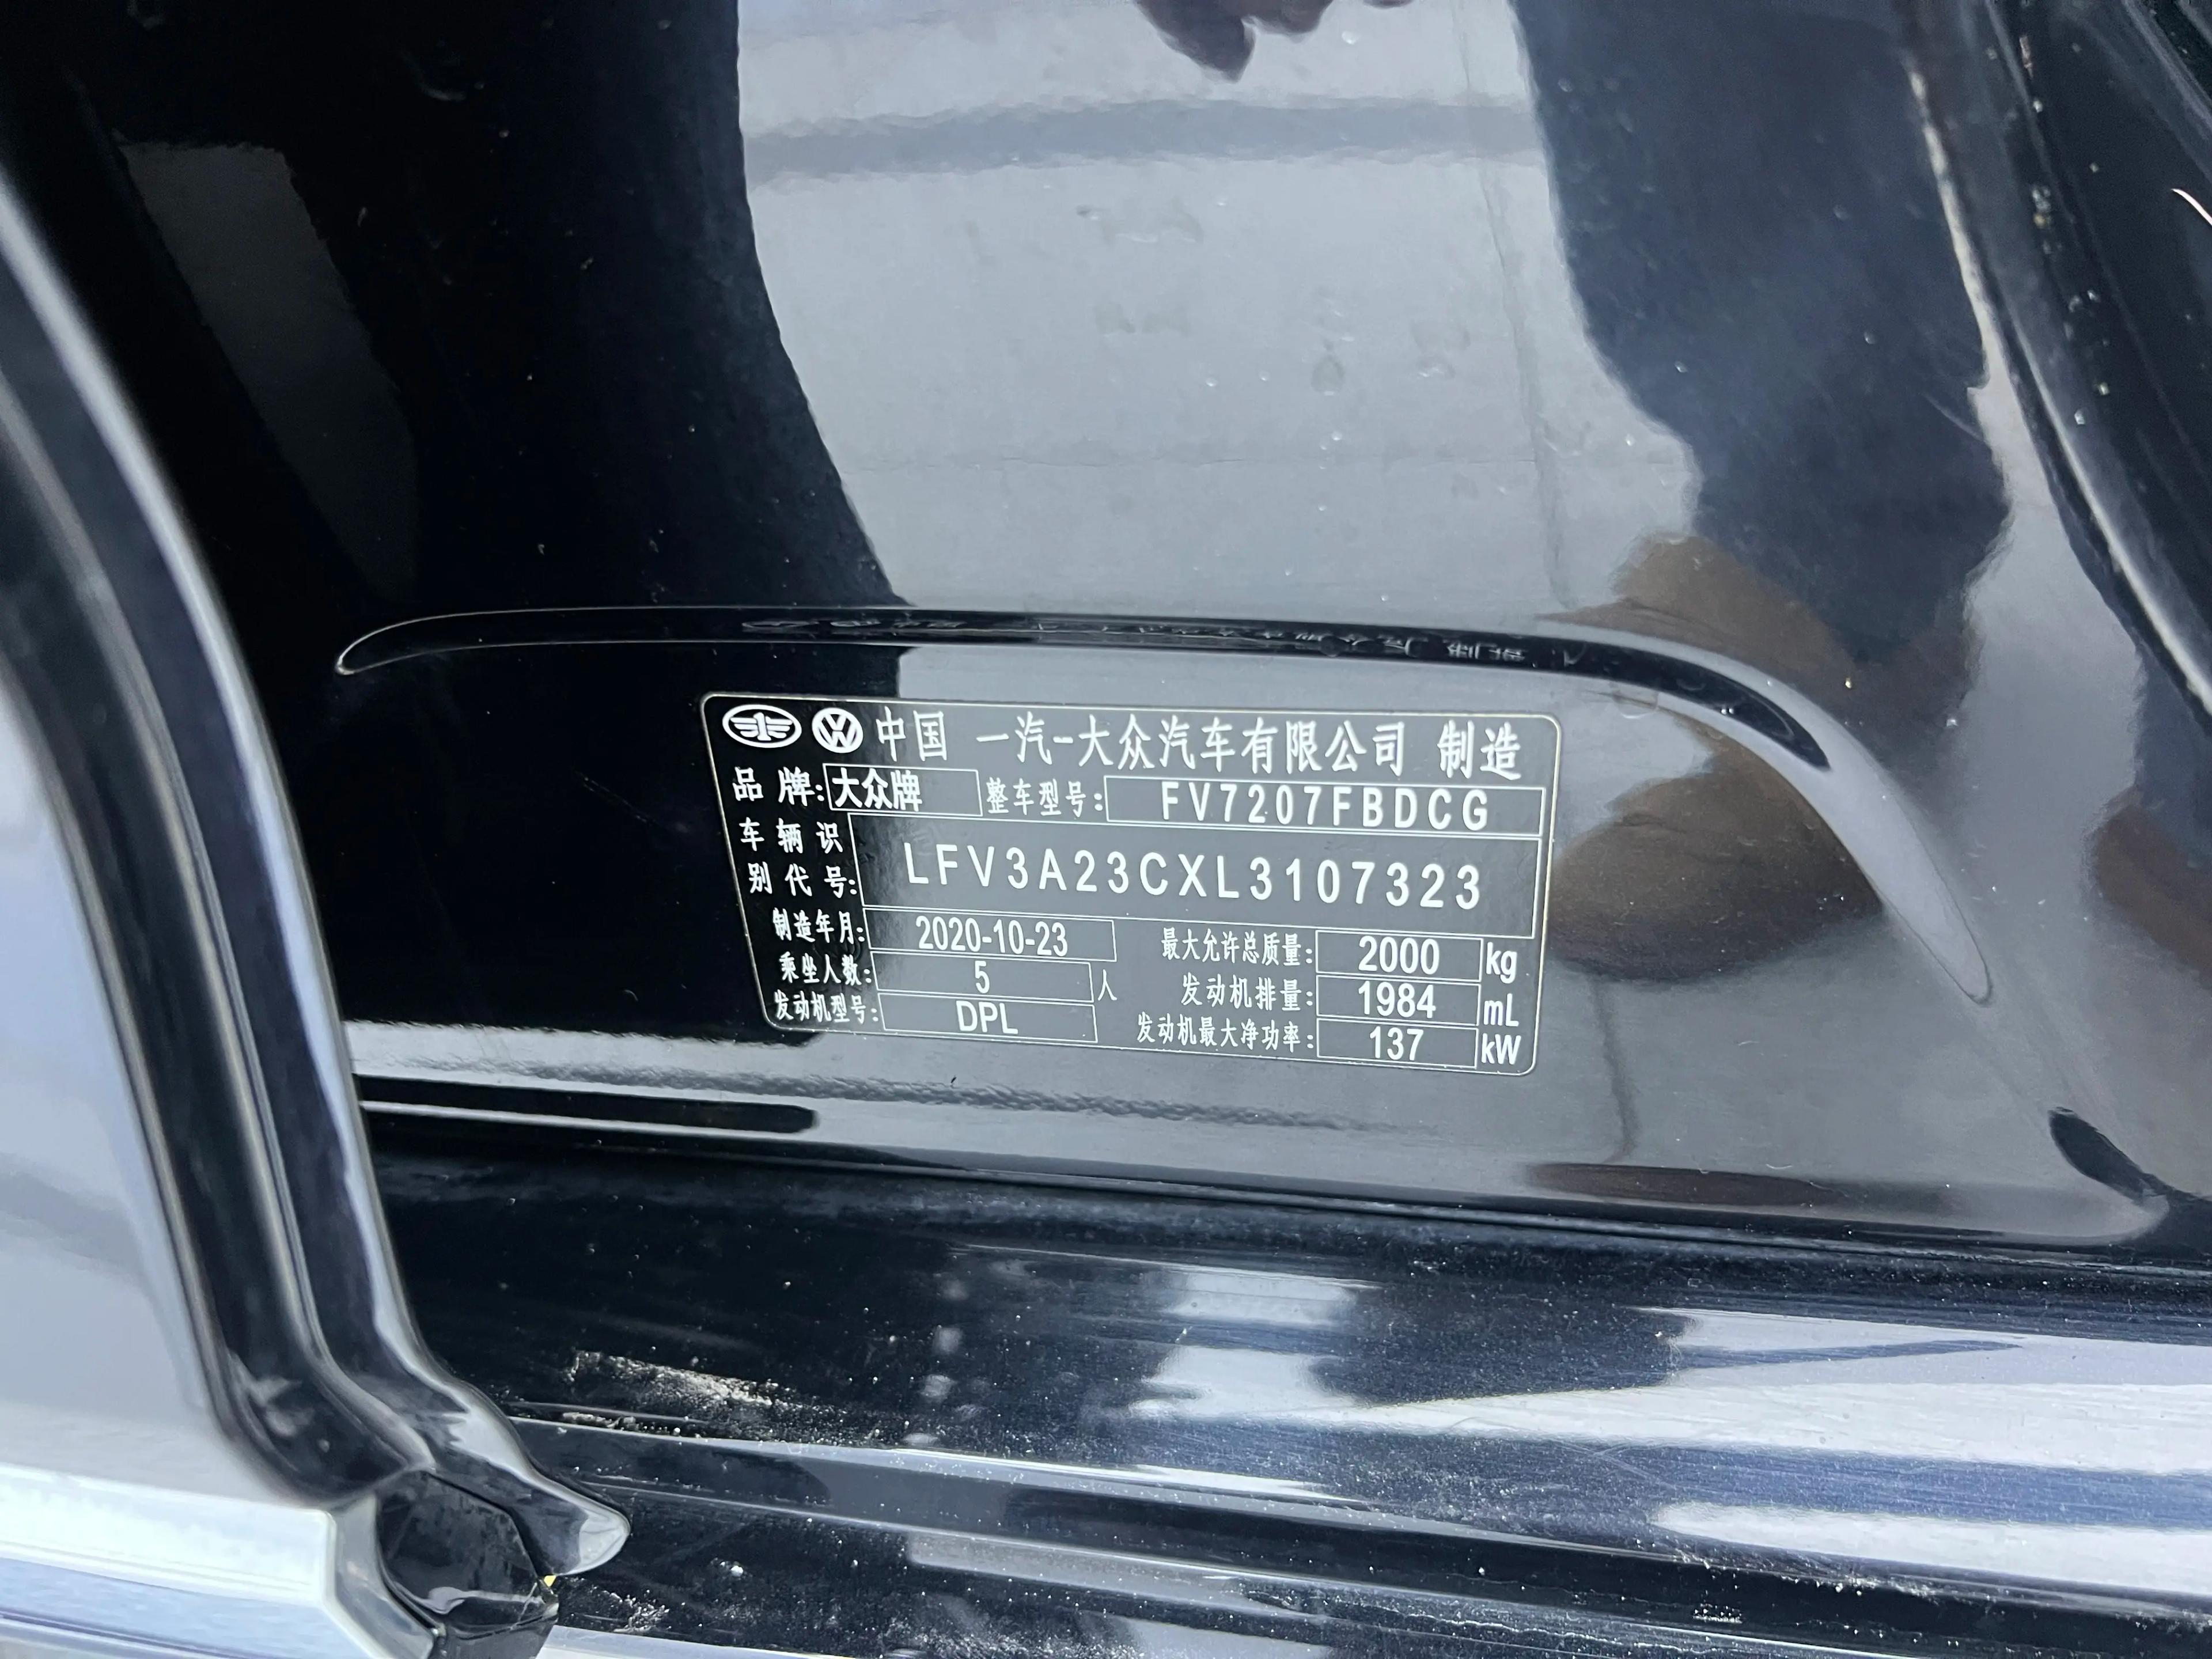 中国 一汽-大众汽车有限公司 制造
品牌: 大众牌 整车型号: FV7207FBDCG
车辆识别代号: LFV3A23CXL3107323
制造年月: 2020-10-23 最大允许总质量: 2000 kg
乘坐人数: 5 人 发动机排量: 1984 mL
发动机型号: DPL 发动机最大净功率: 137 kW